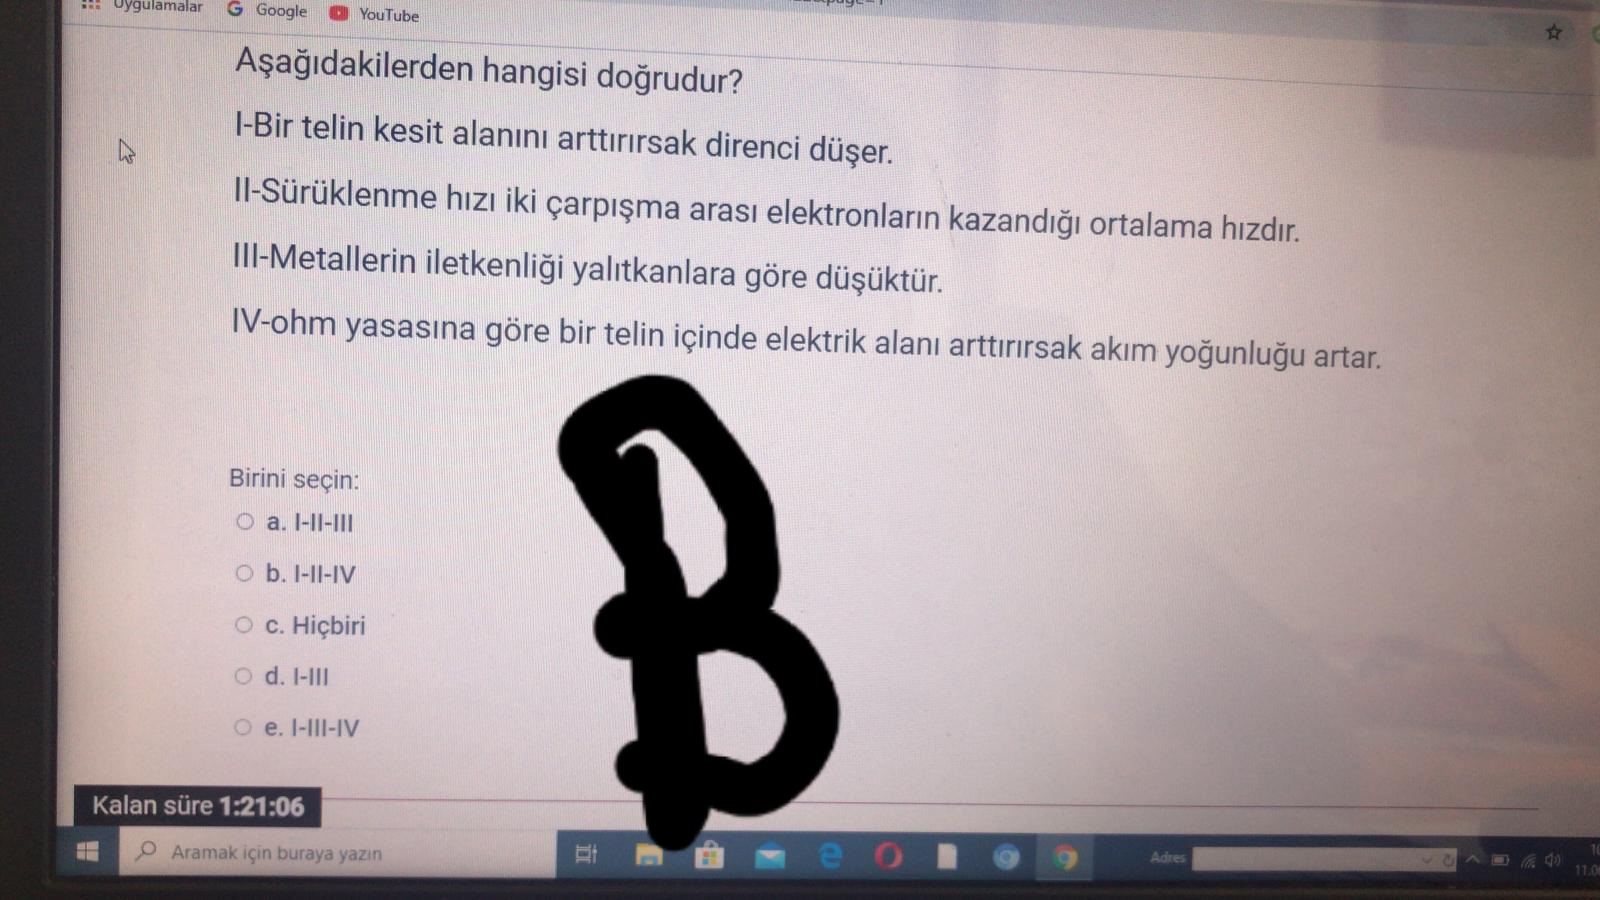 Uygulamalar Google YouTube
Aşağıdakilerden hangisi doğrudur?
I-Bir telin kesit alanını arttırırsak direnci düşer.
II-Sürüklenme hızı iki çarpışma arası elektronların kazandığı ortalama hızdır.
III-Metallerin iletkenliği yalıtkanlara göre düşüktür.
IV-ohm yasasına göre bir telin içinde elektrik alanı arttırırsak akım yoğunluğu artar.
Birini seçin:
a. I-II-III
b. I-II-IV
c. Hiçbiri
d. I-III
e. I-III-IV
B
Kalan süre 1:21:06
Aramak için buraya yazın
Adres